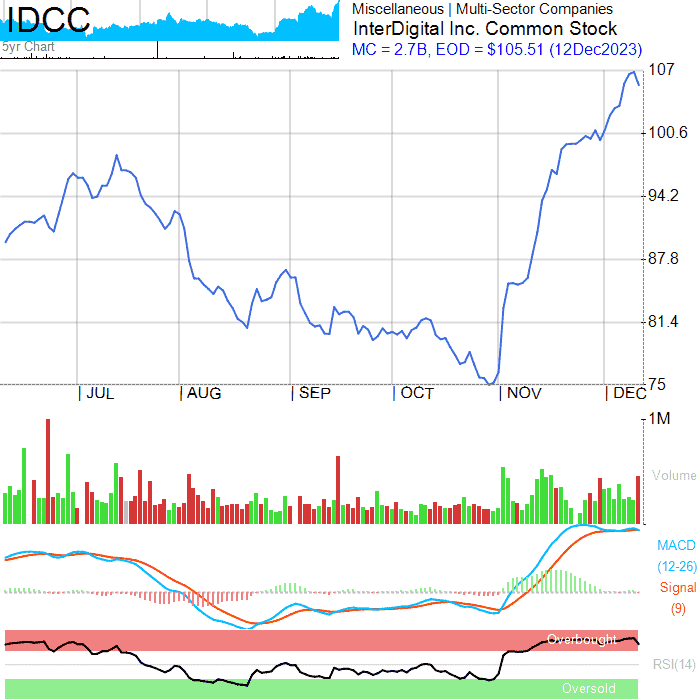 IDCC
5yr Chart
Miscellaneous | Multi-Sector Companies
InterDigital Inc. Common Stock
MC = 2.7B, EOD = $105.51 (12Dec2023)
107
100.6
94.2
87.8
81.4
75
JUL
AUG
SEP
OCT
NOV
DEC
1M
Volume
MACD
(12-26)
Signal
(9)
Overbought
RSI(14)
Oversold